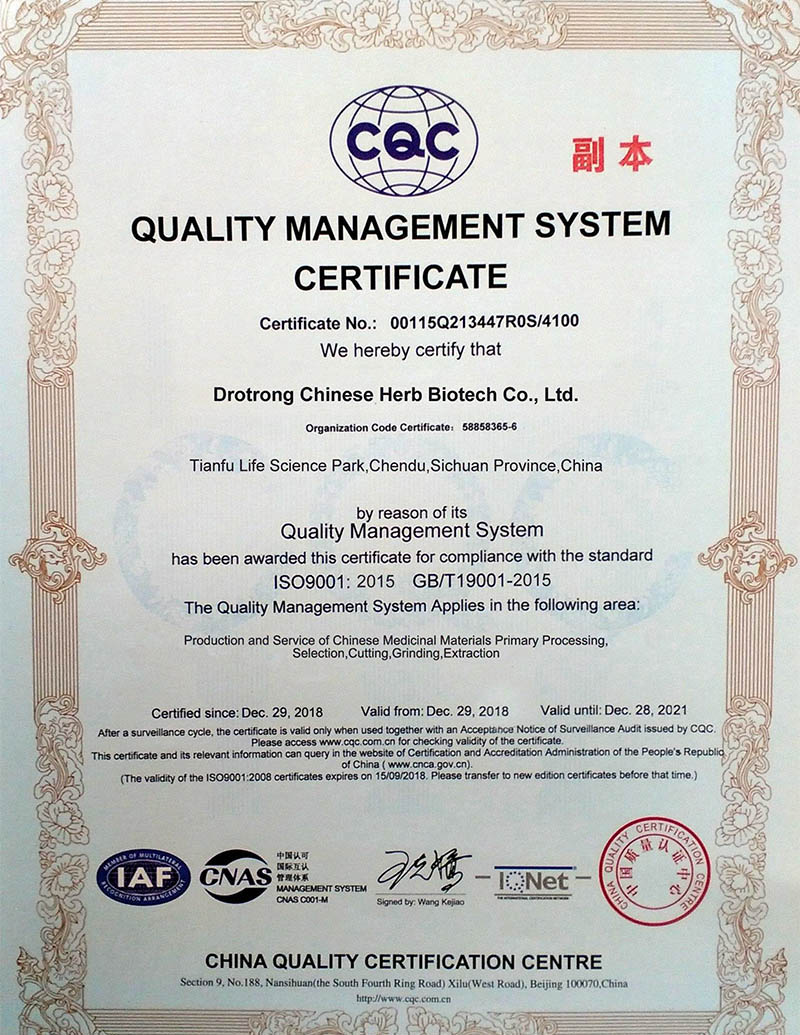 CQC
副本
QUALITY MANAGEMENT SYSTEM
CERTIFICATE
Certificate No.: 00115Q213447R0S/4100
We hereby certify that
Drotrong Chinese Herb Biotech Co., Ltd.
Organization Code Certificate: 58858365-6
Tianfu Life Science Park,Chendu,Sichuan Province,China
by reason of its
Quality Management System
has been awarded this certificate for compliance with the standard
ISO9001: 2015 GB/T19001-2015
The Quality Management System Applies in the following area:
Production and Service of Chinese Medicinal Materials Primary Processing,
Selection,Cutting,Grinding,Extraction
Certified since: Dec. 29, 2018 Valid from: Dec. 29, 2018 Valid until: Dec. 28, 2021
After a surveillance cycle, the certificate is valid only when used together with an Acceptance Notice of Surveillance Audit issued by CQC.
Please access www.cqc.com.cn for checking validity of the certificate.
This certificate and its relevant information can query in the website of Certification and Accreditation Administration of the People's Republic
of China ( www.cnca.gov.cn).
(The validity of the ISO9001:2008 certificates expires on 15/09/2018. Please transfer to new edition certificates before that time.)
MEMBER OF MULTILATERAL
IAF
RECOGNITION ARRANGEMENT
CNAS
中国认可
国际互认
管理体系
MANAGEMENT SYSTEM
CNAS C001-M
Signed by: Wang Kejiao
IQNet
THE INTERNATIONAL CERTIFICATION NETWORK
CHINA QUALITY CERTIFICATION CENTRE
中国质量认证中心
CHINA QUALITY CERTIFICATION CENTRE
Section 9, No.188, Nansihuan(the South Fourth Ring Road) Xilu(West Road), Beijing 100070,China
http://www.cqc.com.cn